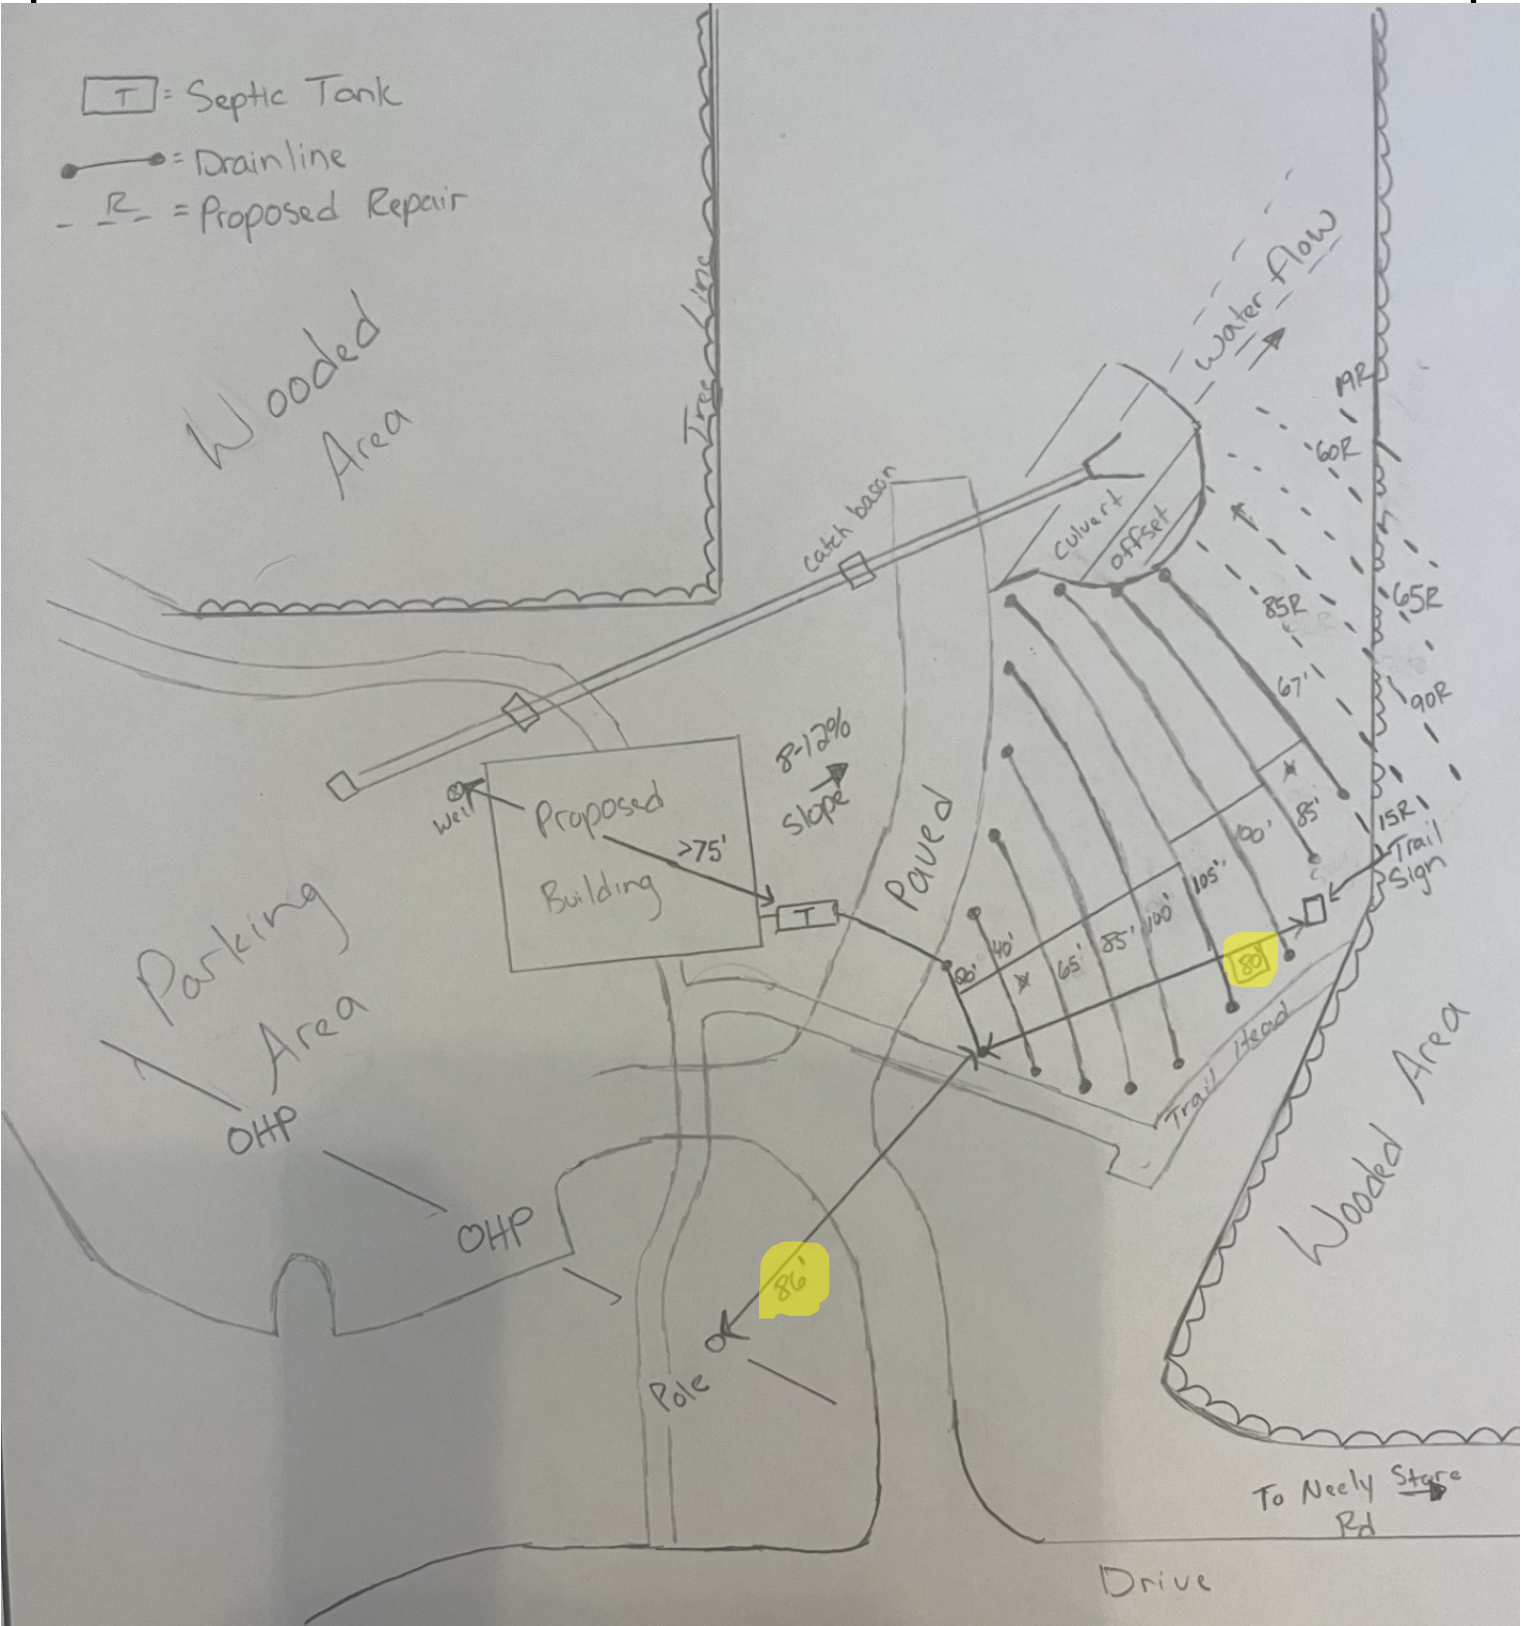 T = Septic Tank
= Drainline
R = Proposed Repair
Wooded
Area
Tree Line
Water flow
19R
60R
catch bason
culvert
offset
85R
65R
67'
90R
8-12%
Slope
well
Proposed
>75'
Building
Paved
T
15R
Trail
Sign
85'
100'
105'
100'
85'
65'
40'
80'
Parking
Area
Trail Head
Wooded Area
OHP
OHP
86'
Pole
To Neely Store
Rd
Drive